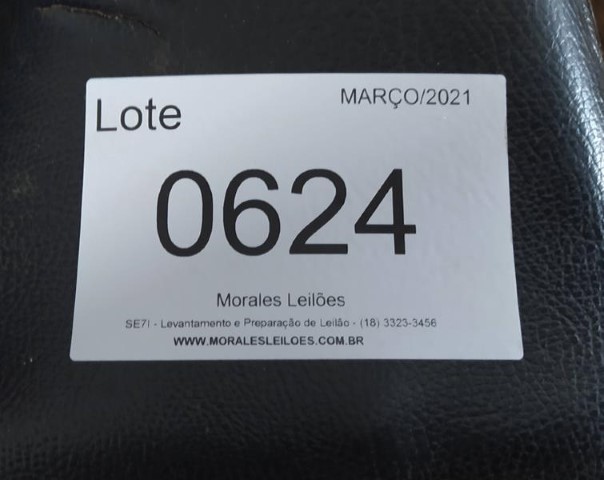 Lote
MARÇO/2021
0624
Morales Leilões
SE7I - Levantamento e Preparação de Leilão - (18) 3323-3456
WWW.MORALESLEILOES.COM.BR